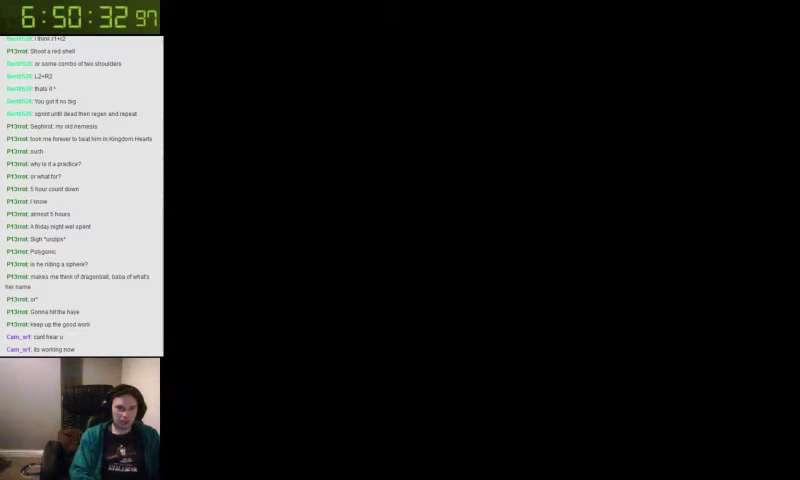 6:50:32 97
Bert0526: I think r1+r2
P13rrot: Shoot a red shell
or some combo of two shoulders
L2+R2
thats it ^
You got it no big
sprint until dead then regen and repeat
P13rrot: Sephirot, my old nemesis
P13rrot: took me forever to beat him in Kingdom Hearts
P13rrot: ouch
P13rrot: why is it a practice?
P13rrot: or what for?
P13rrot: 5 hour count down
P13rrot: I know
P13rrot: almost 5 hours
P13rrot: A friday night wel spent
P13rrot: Sigh *unzips*
P13rrot: Polygonic
P13rrot: is he riding a sphere?
P13rrot: makes me think of dragonball, baba of what's
her name
P13rrot: or*
P13rrot: Gonna hit the haye
P13rrot: keep up the good work
Cam_w1: cant hear u
Cam_w1: Its working now